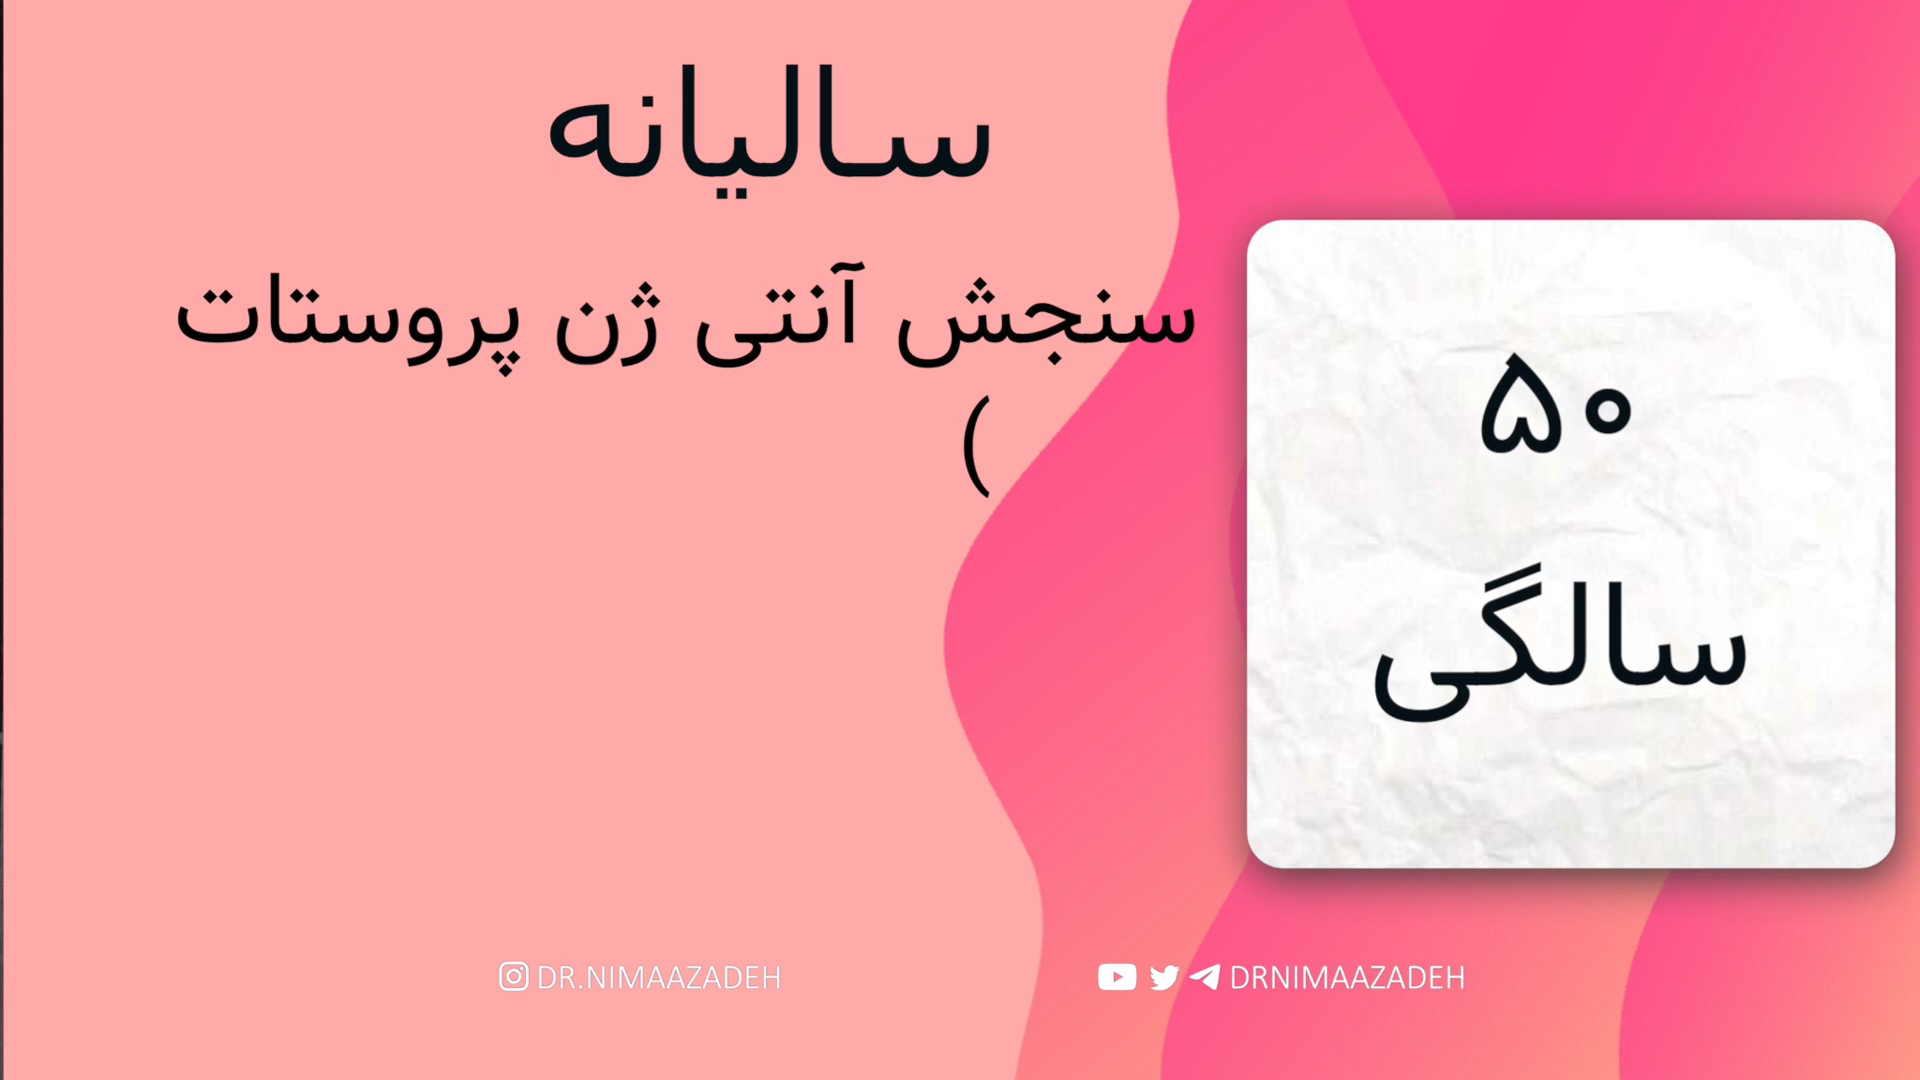 سالیانه
سنجش آنتی ژن پروستات
(
۵۰
سالگی
DR.NIMAAZADEH
DRNIMAAZADEH